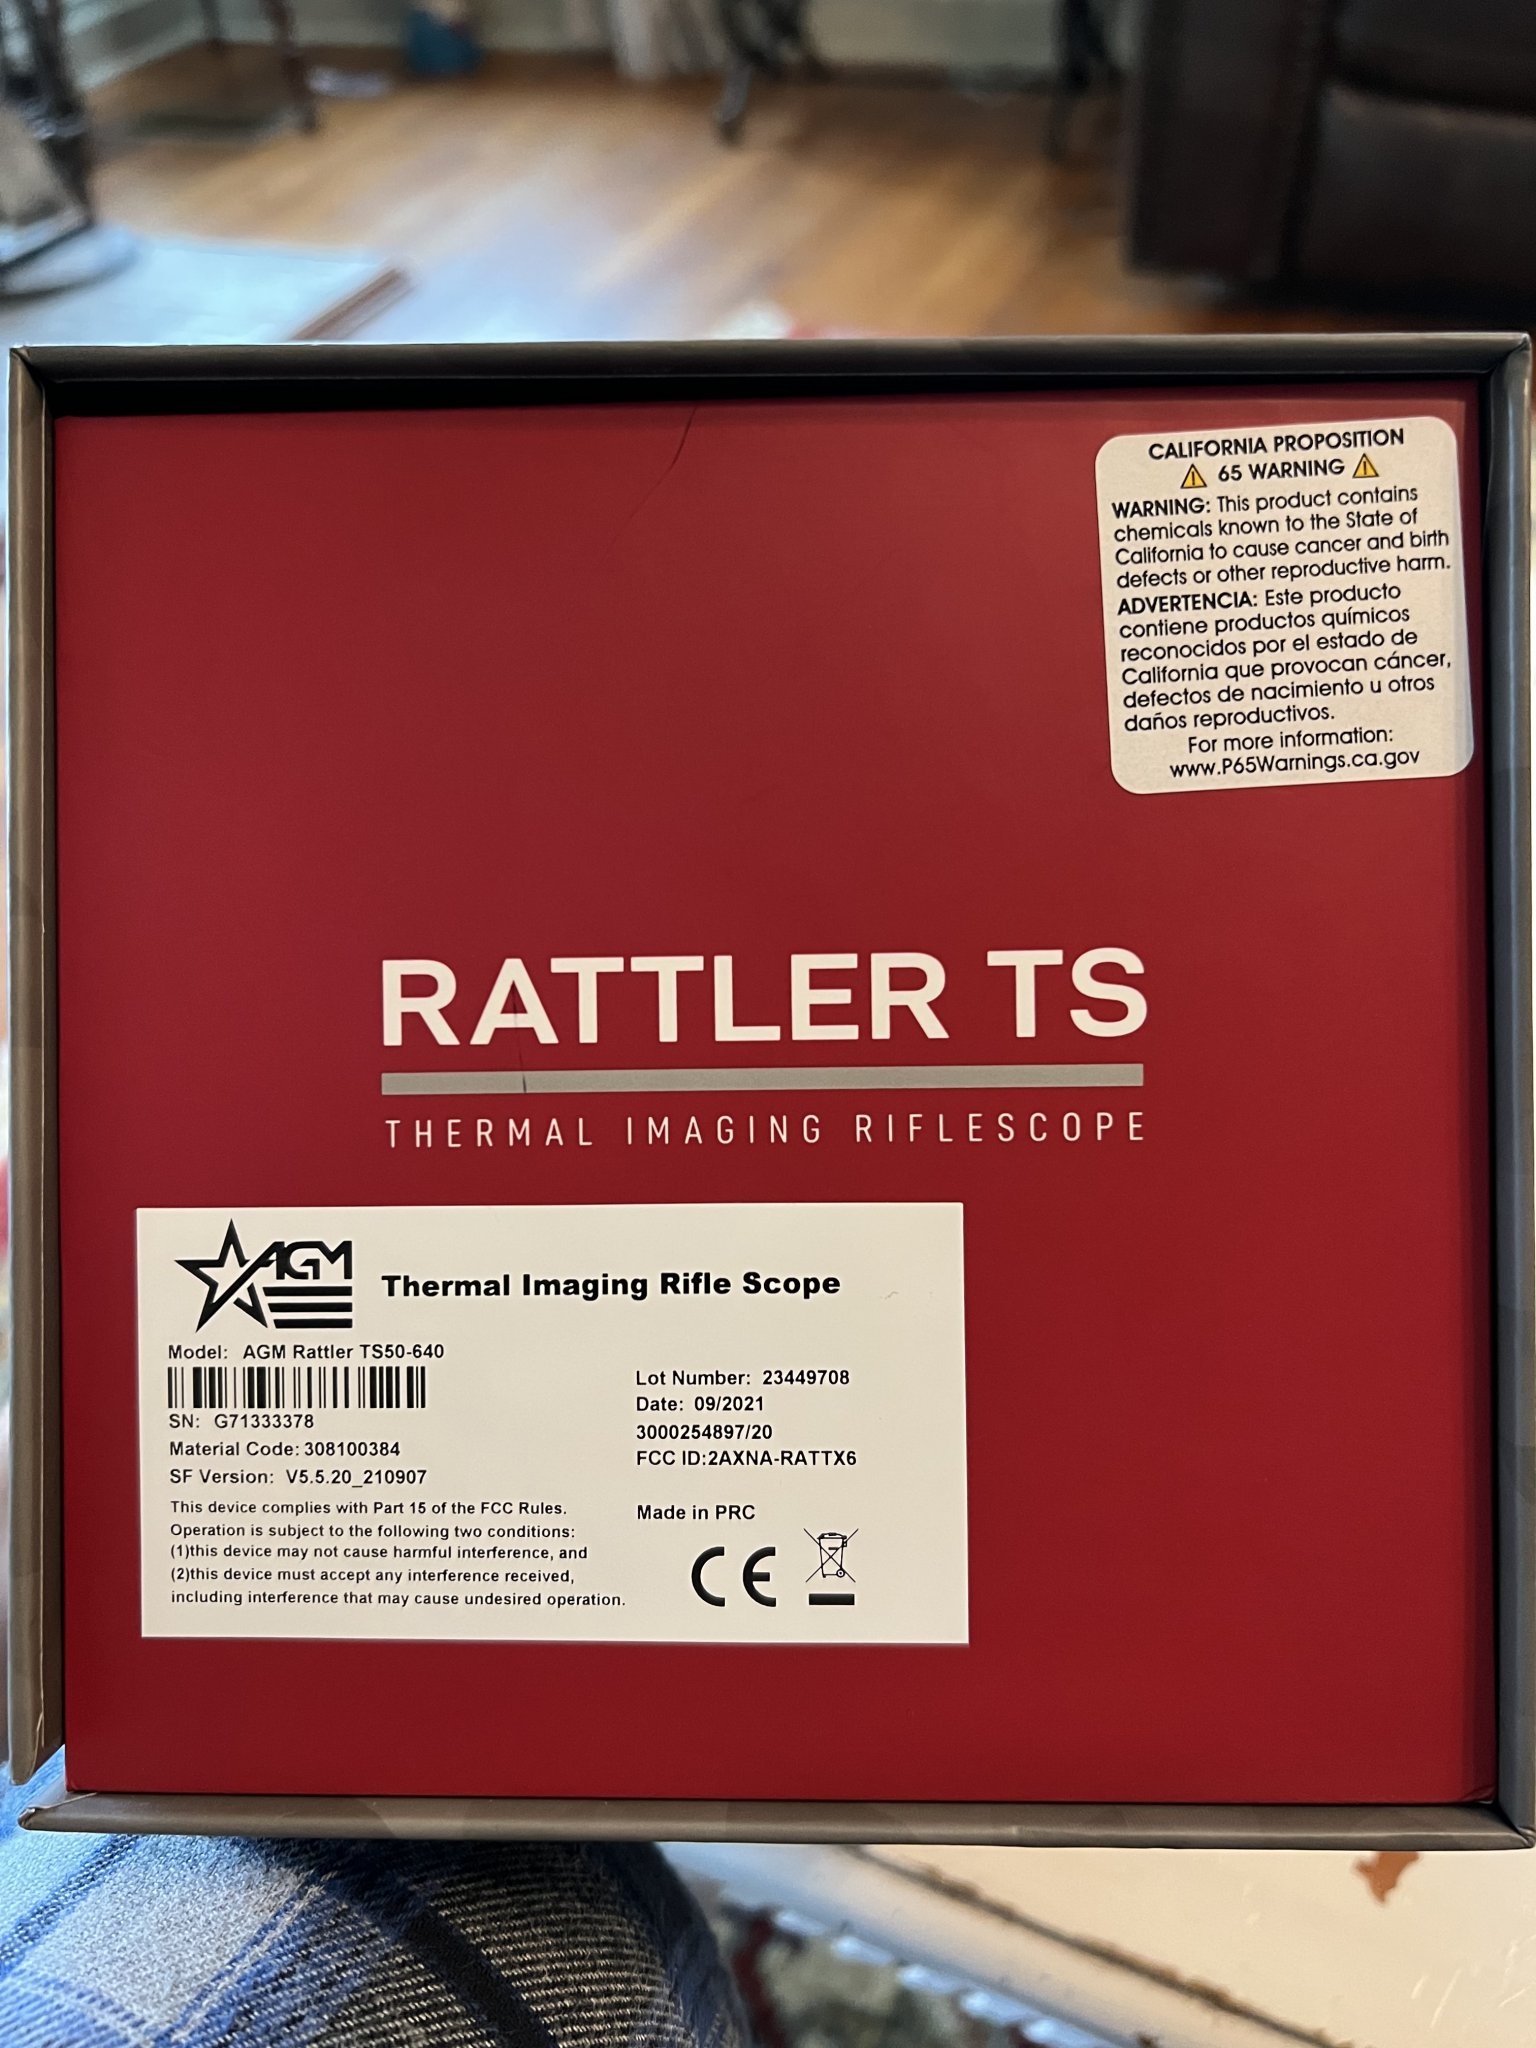 CALIFORNIA PROPOSITION
65 WARNING
WARNING: This product contains
chemicals known to the State of
California to cause cancer and birth
defects or other reproductive harm.
ADVERTENCIA: Este producto
contiene productos químicos
reconocidos por el estado de
California que provocan cáncer,
defectos de nacimiento u otros
daños reproductivos.
For more information:
www.P65Warnings.ca.gov
RATTLER TS
THERMAL IMAGING RIFLESCOPE
AGM
Thermal Imaging Rifle Scope
Model: AGM Rattler TS50-640
SN: G71333378
Material Code: 308100384
SF Version: V5.5.20_210907
Lot Number: 23449708
Date: 09/2021
3000254897/20
FCC ID:2AXNA-RATTX6
This device complies with Part 15 of the FCC Rules.
Operation is subject to the following two conditions:
(1)this device may not cause harmful interference, and
(2)this device must accept any interference received,
including interference that may cause undesired operation.
Made in PRC
CE